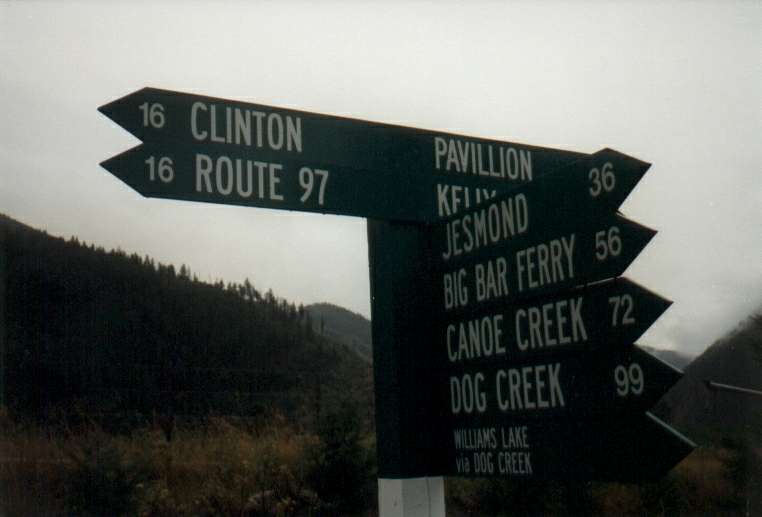 16 CLINTON
16 ROUTE 97
PAVILLION
KELLY
JESMOND 36
BIG BAR FERRY 56
CANOE CREEK 72
DOG CREEK 99
WILLIAMS LAKE
via DOG CREEK